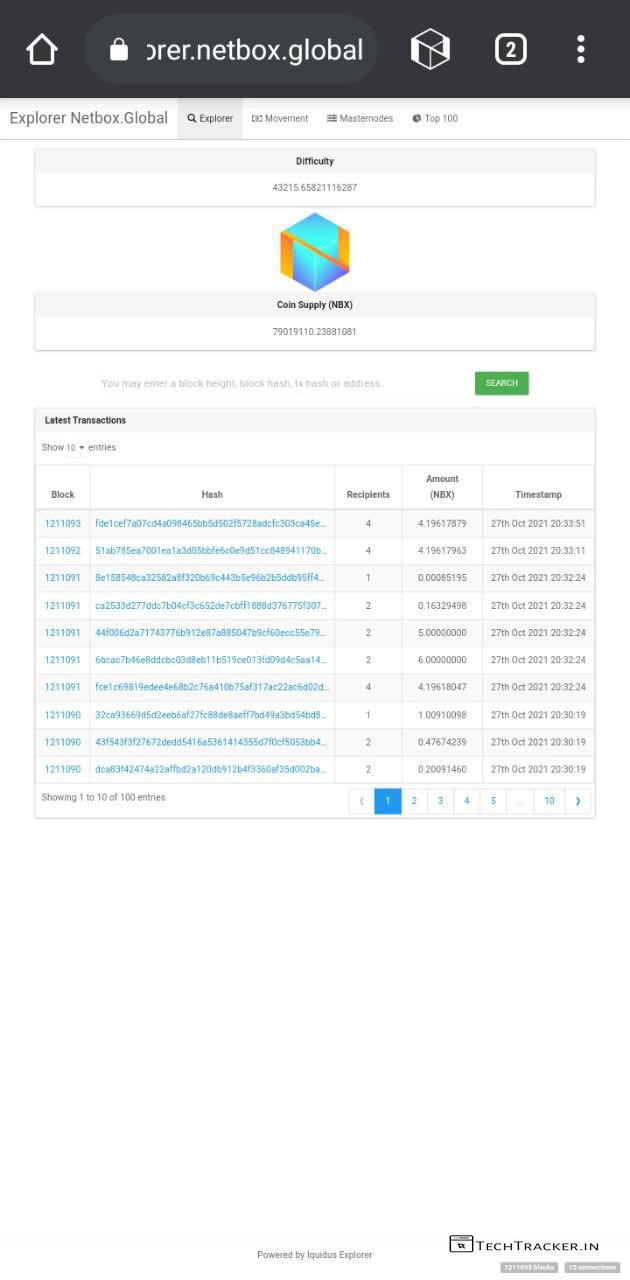 orer.netbox.global
2
Explorer Netbox.Global Explorer Movement Masternodes Top 100
Difficulty
43215.65821116287
Coin Supply (NBX)
79019110.23881081
You may enter a block height, block hash, tx hash or address. SEARCH
Latest Transactions
Show 10 entries
Block Hash Recipients Amount (NBX) Timestamp
1211093 fde1cef7a07cd4a098465bb5d502f5728adcfc303ca45e... 4 4.19617879 27th Oct 2021 20:33:51
1211092 51ab785ea7001ea1a3d05bbfe6c0e9d51cc848941170b... 4 4.19617963 27th Oct 2021 20:33:11
1211091 8e158548ca32582a8f320b69c443b5e96b2b5ddb95ff4... 1 0.00085195 27th Oct 2021 20:32:24
1211091 ca2533d277ddc7b04cf3c652de7cbff1888d376775f307... 2 0.16329498 27th Oct 2021 20:32:24
1211091 44f006d2a71743776b912e87a885047b9cf60ecc55e79... 2 5.00000000 27th Oct 2021 20:32:24
1211091 6bcac7b46e8ddcbc03d8eb11b519ce013fd09d4c5aa14... 2 6.00000000 27th Oct 2021 20:32:24
1211091 fce1c69819edee4e68b2c76a410b75af317ac22ac6d02d... 4 4.19618047 27th Oct 2021 20:32:24
1211090 32ca93669d5d2eeb6af27fc88de8aeff7bd49a3bd54bd8... 1 1.00910098 27th Oct 2021 20:30:19
1211090 43f543f3f27672dedd5416a5361414355d7f0cf5053bb4... 2 0.47674239 27th Oct 2021 20:30:19
1211090 dca83f42474a22affbd2a120db912b4f3360af35d002ba... 2 0.20091460 27th Oct 2021 20:30:19
Showing 1 to 10 of 100 entries 1 2 3 4 5 ... 10
TechTracker.in
Powered by Iquidus Explorer
1211093 blocks 15 connections